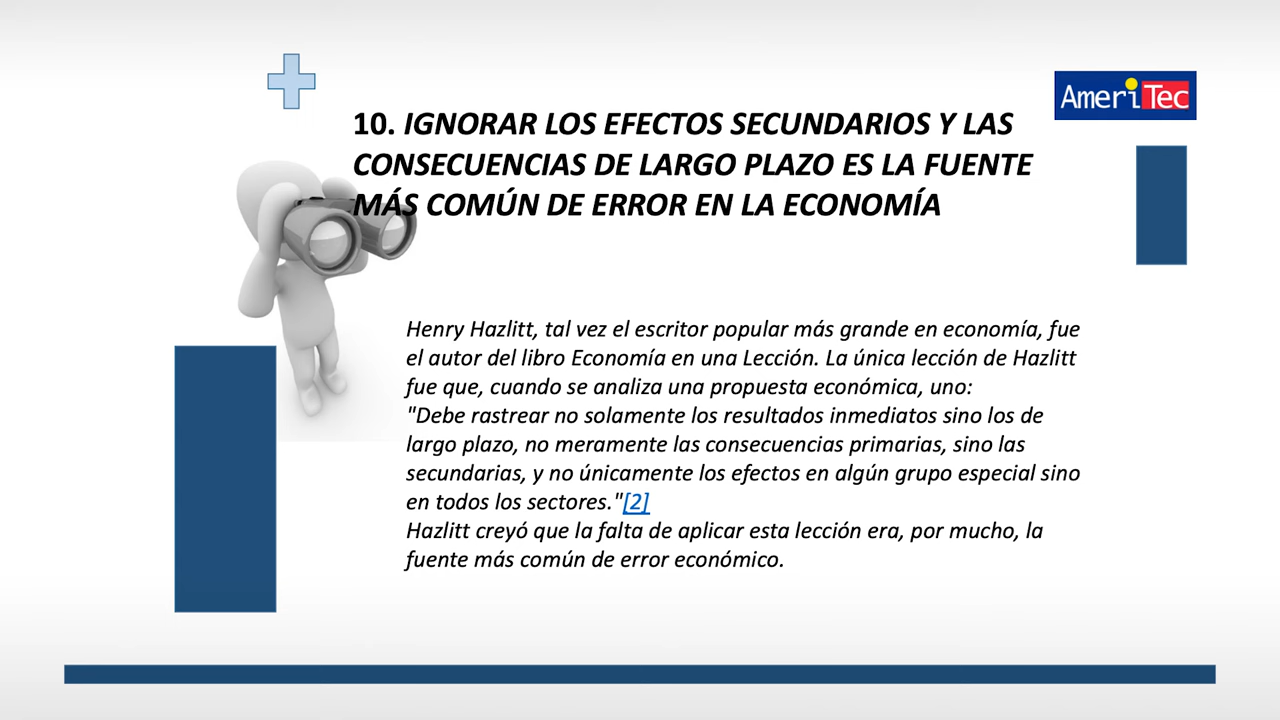 AmeriTec
10. IGNORAR LOS EFECTOS SECUNDARIOS Y LAS
CONSECUENCIAS DE LARGO PLAZO ES LA FUENTE
MÁS COMÚN DE ERROR EN LA ECONOMÍA
Henry Hazlitt, tal vez el escritor popular más grande en economía, fue
el autor del libro Economía en una Lección. La única lección de Hazlitt
fue que, cuando se analiza una propuesta económica, uno:
"Debe rastrear no solamente los resultados inmediatos sino los de
largo plazo, no meramente las consecuencias primarias, sino las
secundarias, y no únicamente los efectos en algún grupo especial sino
en todos los sectores."[2]
Hazlitt creyó que la falta de aplicar esta lección era, por mucho, la
fuente más común de error económico.